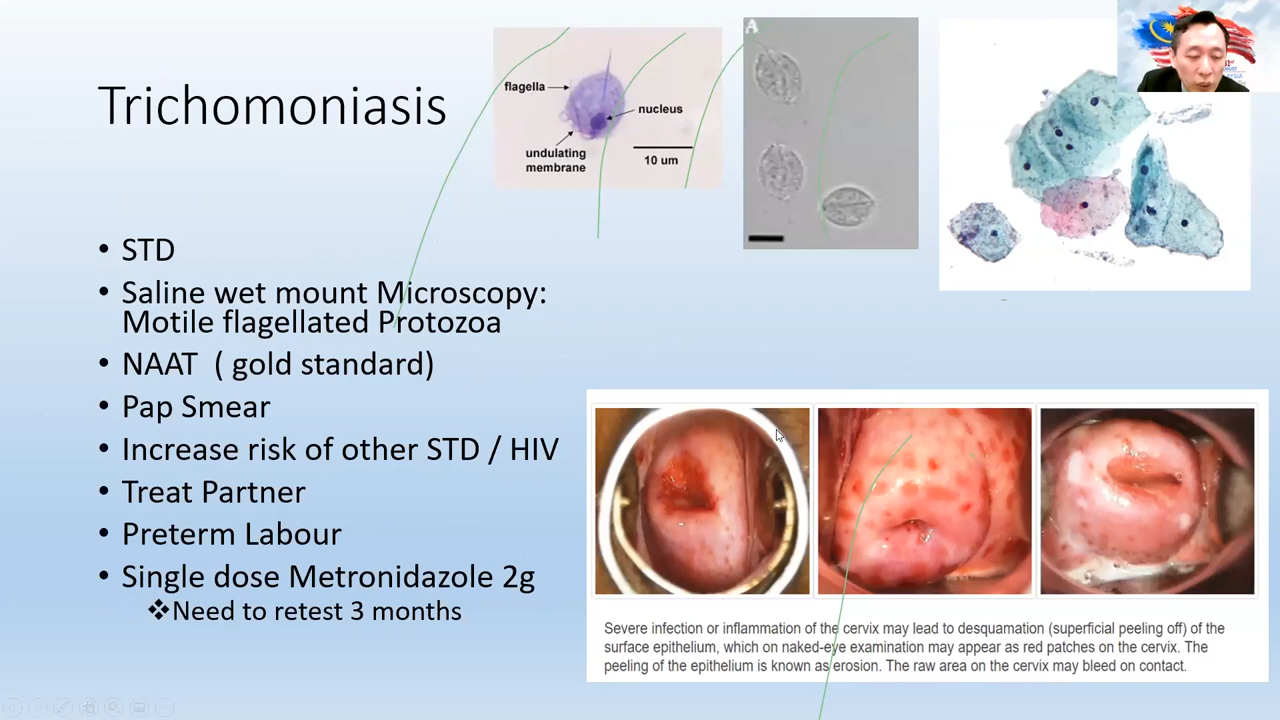 Trichomoniasis
flagella
nucleus
undulating
membrane
10 um
A
• STD
• Saline wet mount Microscopy:
Motile flagellated Protozoa
• NAAT ( gold standard)
• Pap Smear
• Increase risk of other STD / HIV
• Treat Partner
• Preterm Labour
• Single dose Metronidazole 2g
❖Need to retest 3 months
Severe infection or inflammation of the cervix may lead to desquamation (superficial peeling off) of the
surface epithelium, which on naked-eye examination may appear as red patches on the cervix. The
peeling of the epithelium is known as erosion. The raw area on the cervix may bleed on contact.